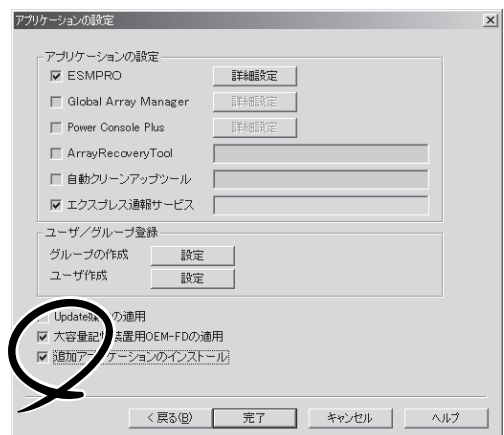 アプリケーションの設定
アプリケーションの設定
ESMPRO 詳細設定
Global Array Manager 詳細設定
Power Console Plus 詳細設定
ArrayRecoveryTool
自動クリーンアップツール
エクスプレス通報サービス
ユーザ/グループ登録
グループの作成 設定
ユーザ作成 設定
の適用
大容量記憶装置用OEM-FDの適用
追加アプリケーションのインストール
< 戻る(B) 完了 キャンセル ヘルプ